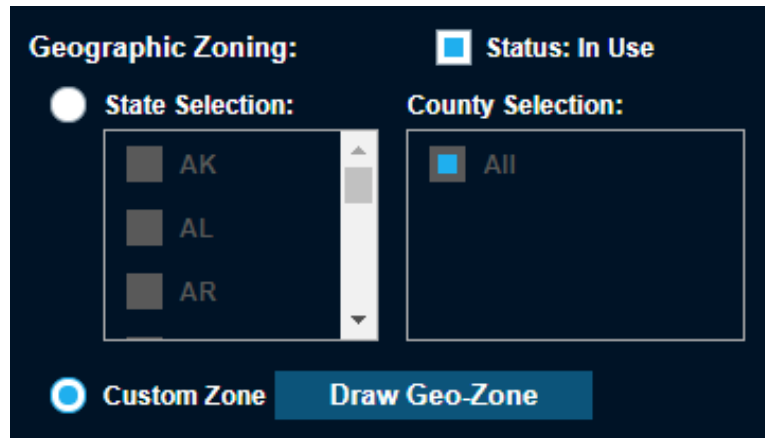 Geographic Zoning: Status: In Use
State Selection: County Selection:
AK All
AL
AR
Custom Zone Draw Geo-Zone